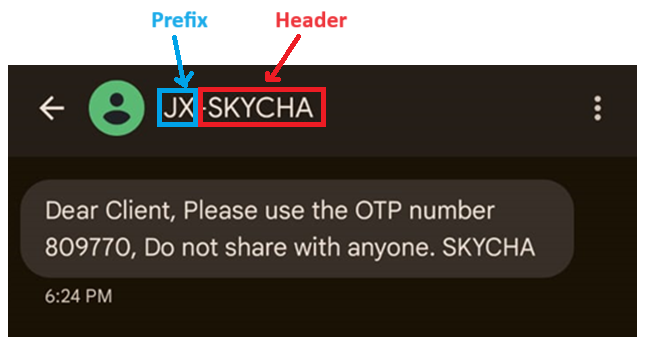 Prefix Header
JX-SKYCHA
Dear Client, Please use the OTP number
809770, Do not share with anyone. SKYCHA
6:24 PM